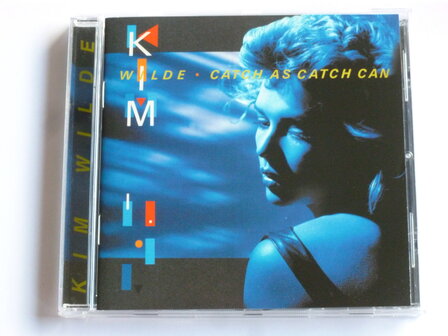 KIM
WILDE • CATCH AS CATCH CAN
KIM WILDE